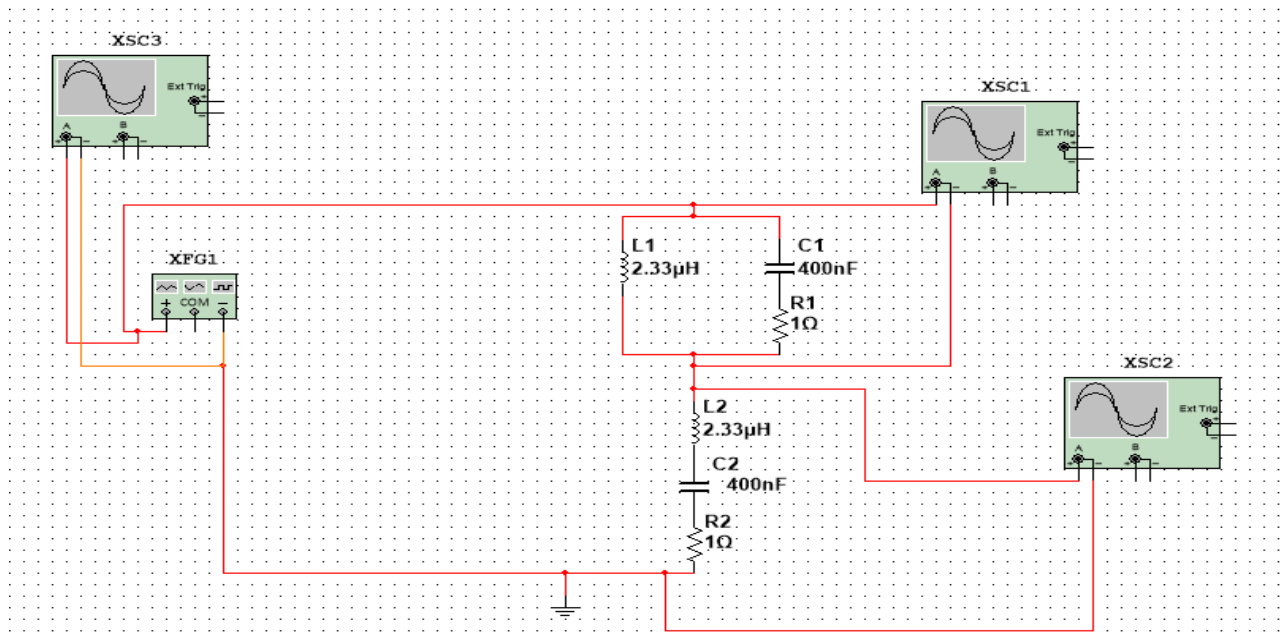 XSC3
Ext Trig
+
−
A
B
+ − + −
XSC1
Ext Trig
+
−
A
B
+ − + −
L1
2.33µH
C1
400nF
R1
1Ω
XFG1
+ COM −
XSC2
Ext Trig
+
−
A
B
+ − + −
L2
2.33µH
C2
400nF
R2
1Ω